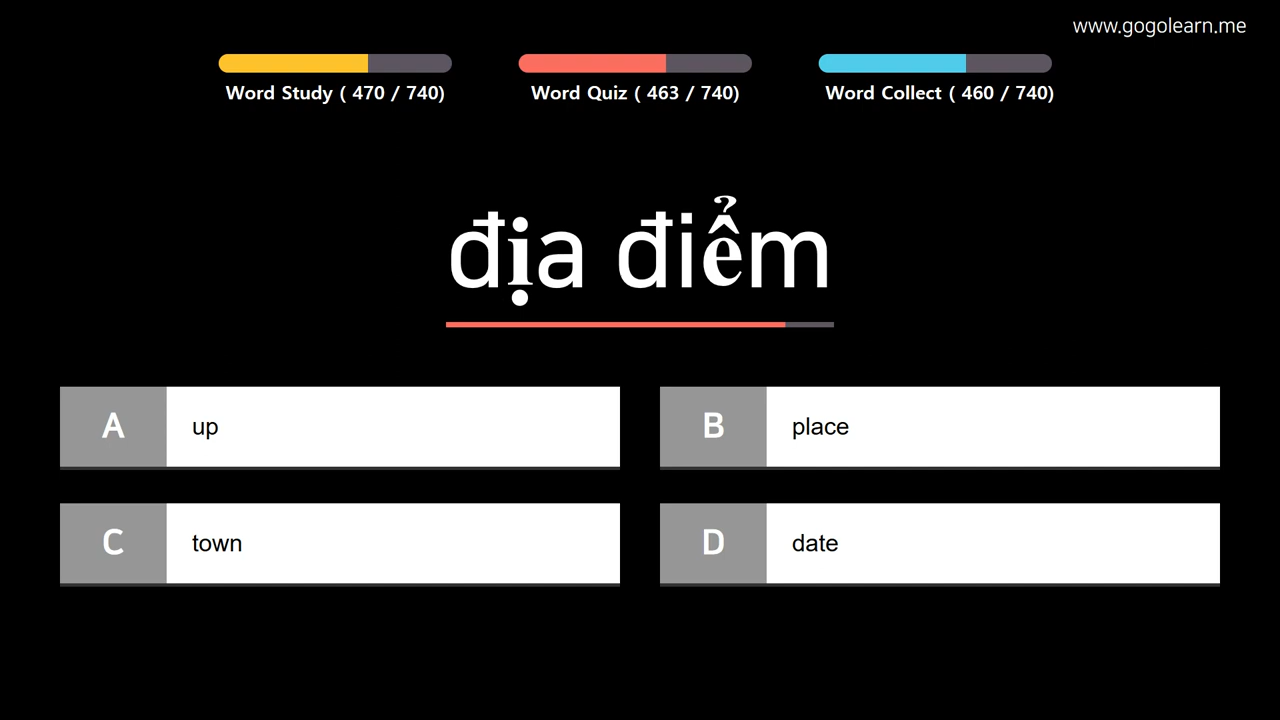 www.gogolearn.me
Word Study ( 470 / 740)
Word Quiz ( 463 / 740)
Word Collect ( 460 / 740)
địa điểm
A up
B place
C town
D date